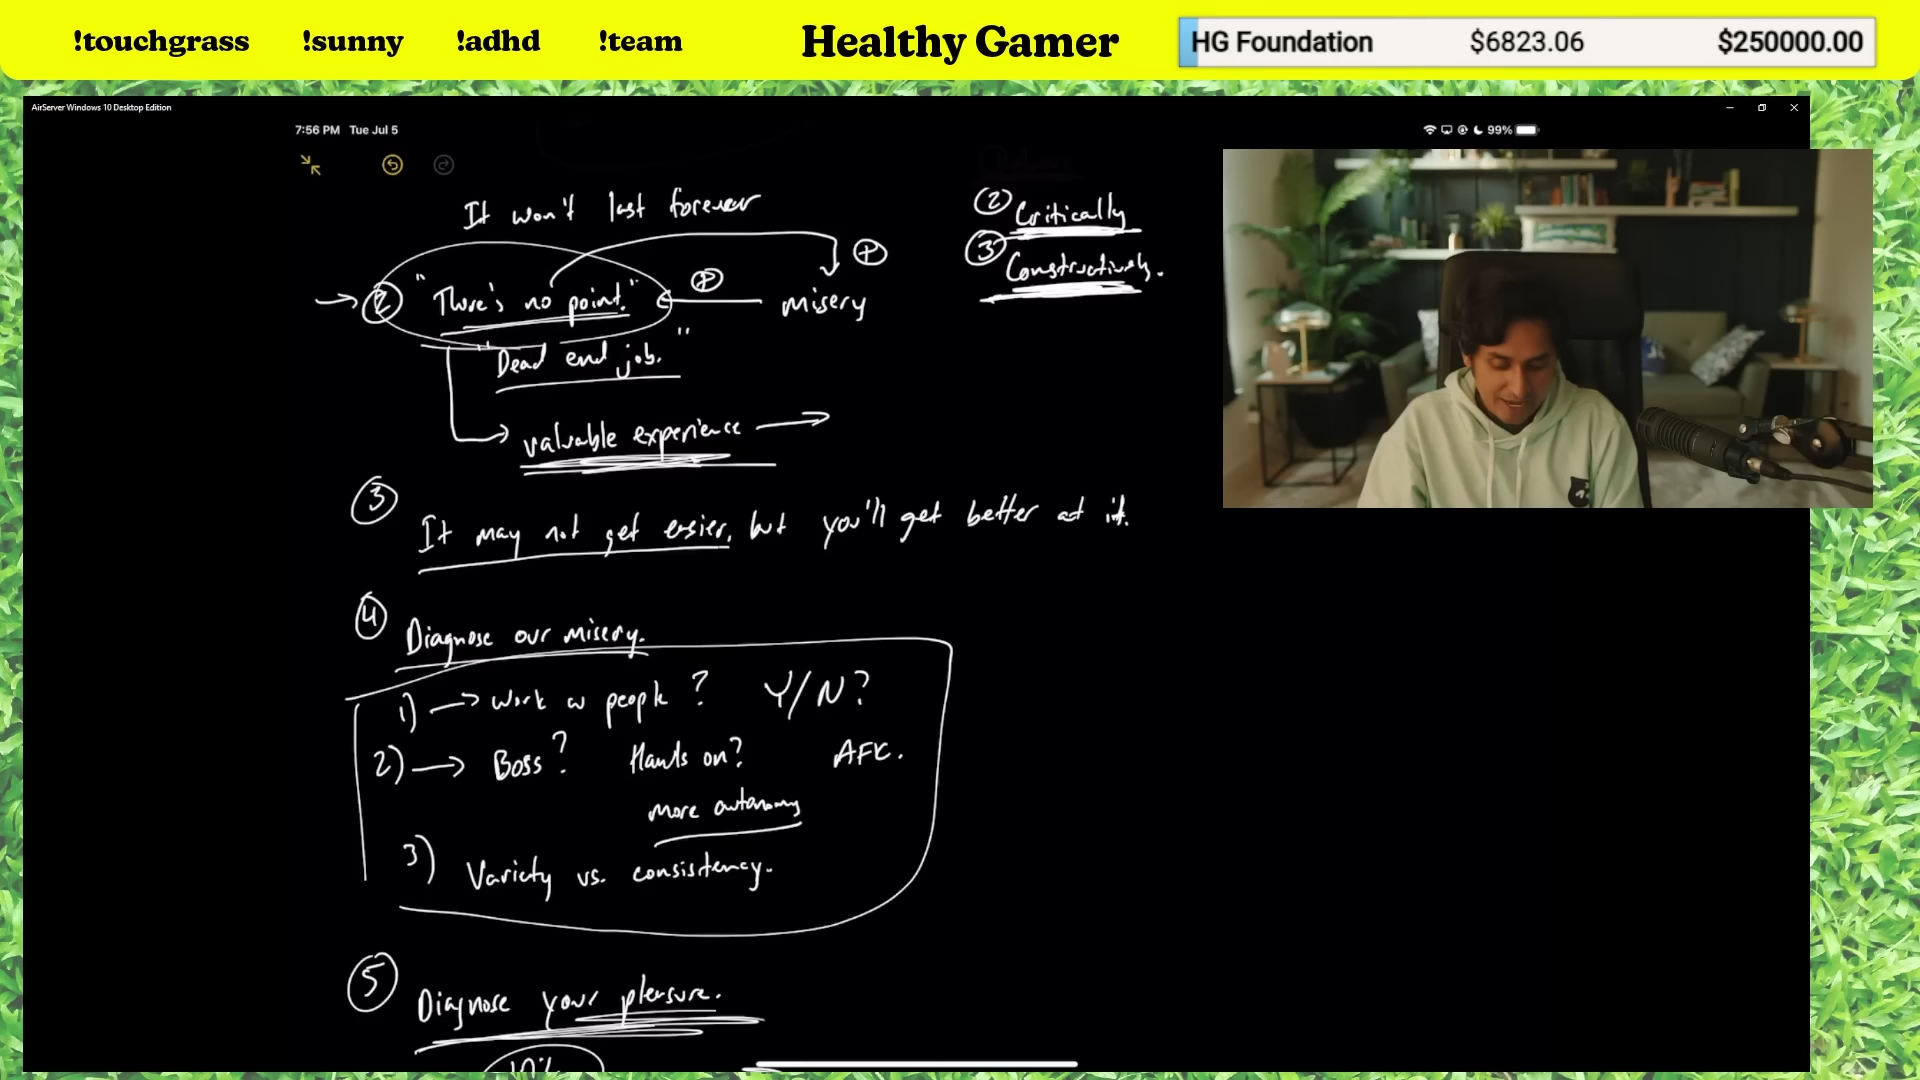 !touchgrass !sunny !adhd !team Healthy Gamer HG Foundation $6823.06 $250000.00
AirServer Windows 10 Desktop Edition
7:56 PM Tue Jul 5 99%
It won't last forever
② Critically
③ Constructively.
→ ② "There's no point." ← ⊕ misery ⊕
"Dead end job."
valuable experience →
③ It may not get easier, but you'll get better at it.
④ Diagnose our misery.
1) → work w people? Y/N?
2) → Boss? Hands on? AFK.
more autonomy
3) Variety vs. consistency.
⑤ Diagnose your pleasure.